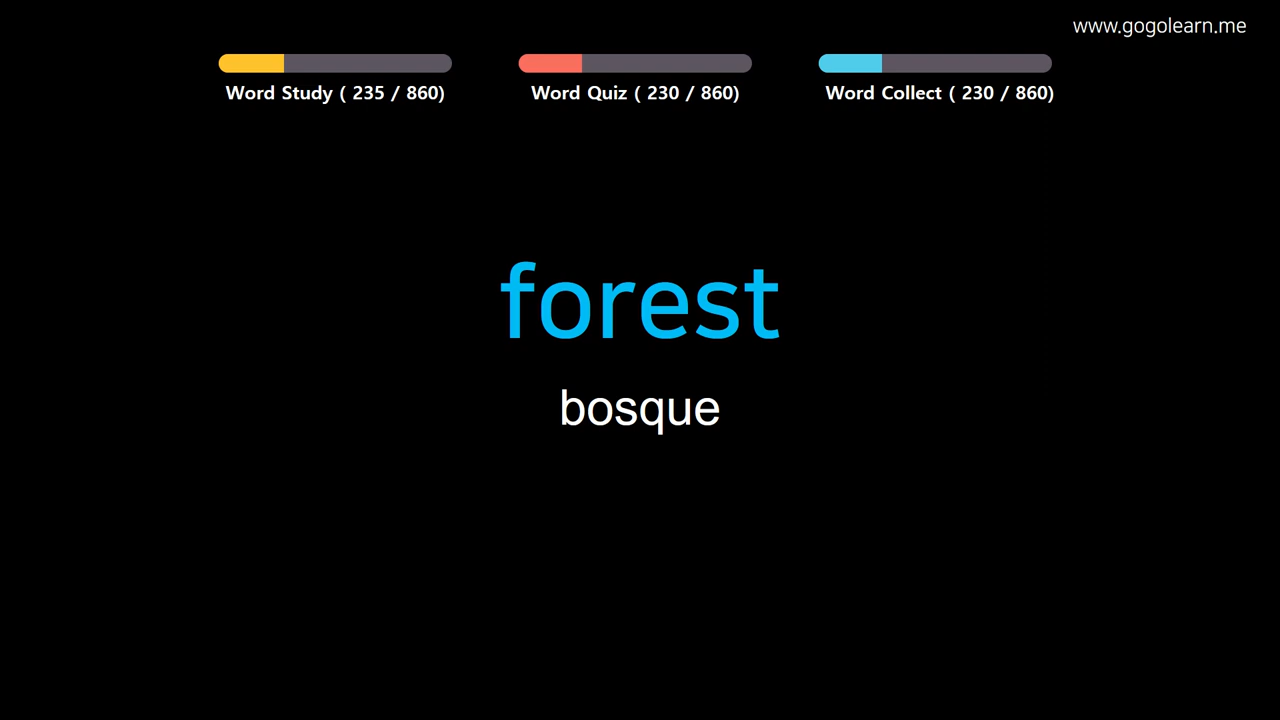 www.gogolearn.me
Word Study ( 235 / 860)
Word Quiz ( 230 / 860)
Word Collect ( 230 / 860)
forest
bosque